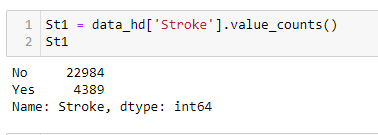 1 St1 = data_hd['Stroke'].value_counts()
2 St1
No 22984
Yes 4389
Name: Stroke, dtype: int64